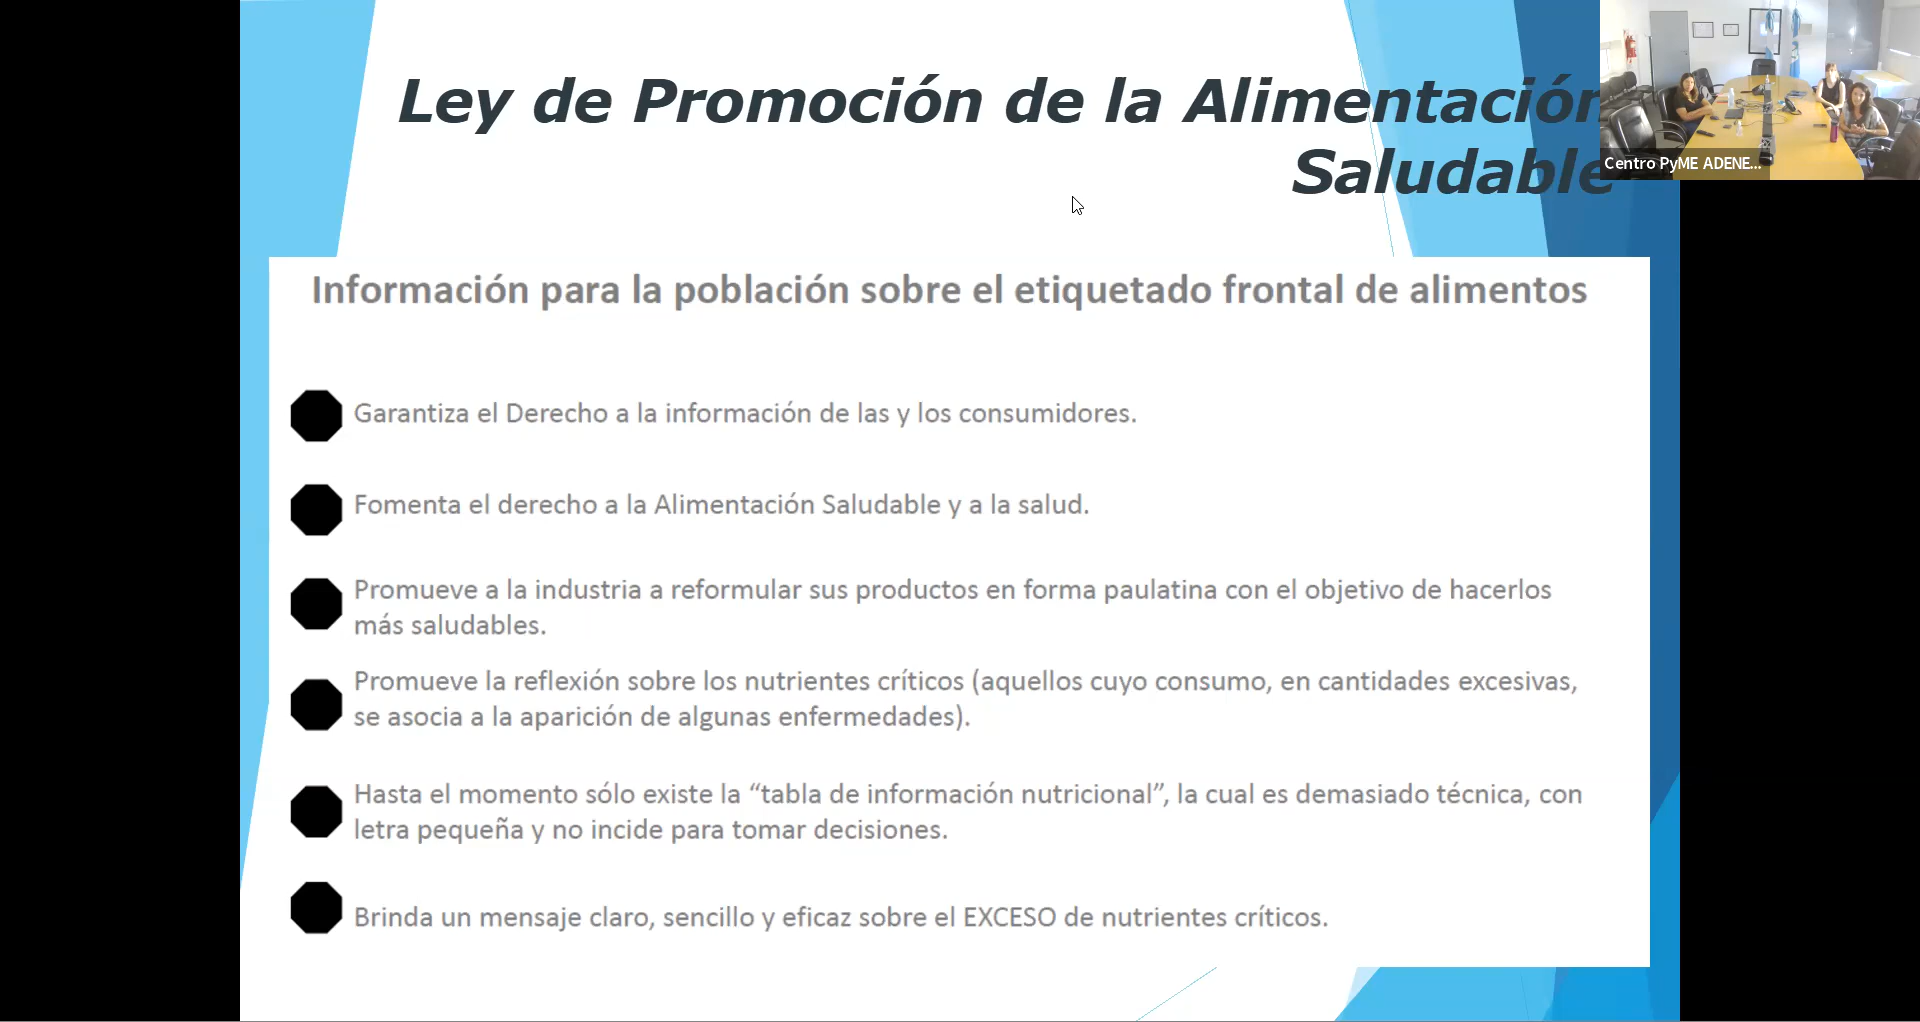 Ley de Promoción de la Alimentación
Saludable
Centro PyME ADENE...
Información para la población sobre el etiquetado frontal de alimentos
Garantiza el Derecho a la información de las y los consumidores.
Fomenta el derecho a la Alimentación Saludable y a la salud.
Promueve a la industria a reformular sus productos en forma paulatina con el objetivo de hacerlos
más saludables.
Promueve la reflexión sobre los nutrientes críticos (aquellos cuyo consumo, en cantidades excesivas,
se asocia a la aparición de algunas enfermedades).
Hasta el momento sólo existe la “tabla de información nutricional”, la cual es demasiado técnica, con
letra pequeña y no incide para tomar decisiones.
Brinda un mensaje claro, sencillo y eficaz sobre el EXCESO de nutrientes críticos.